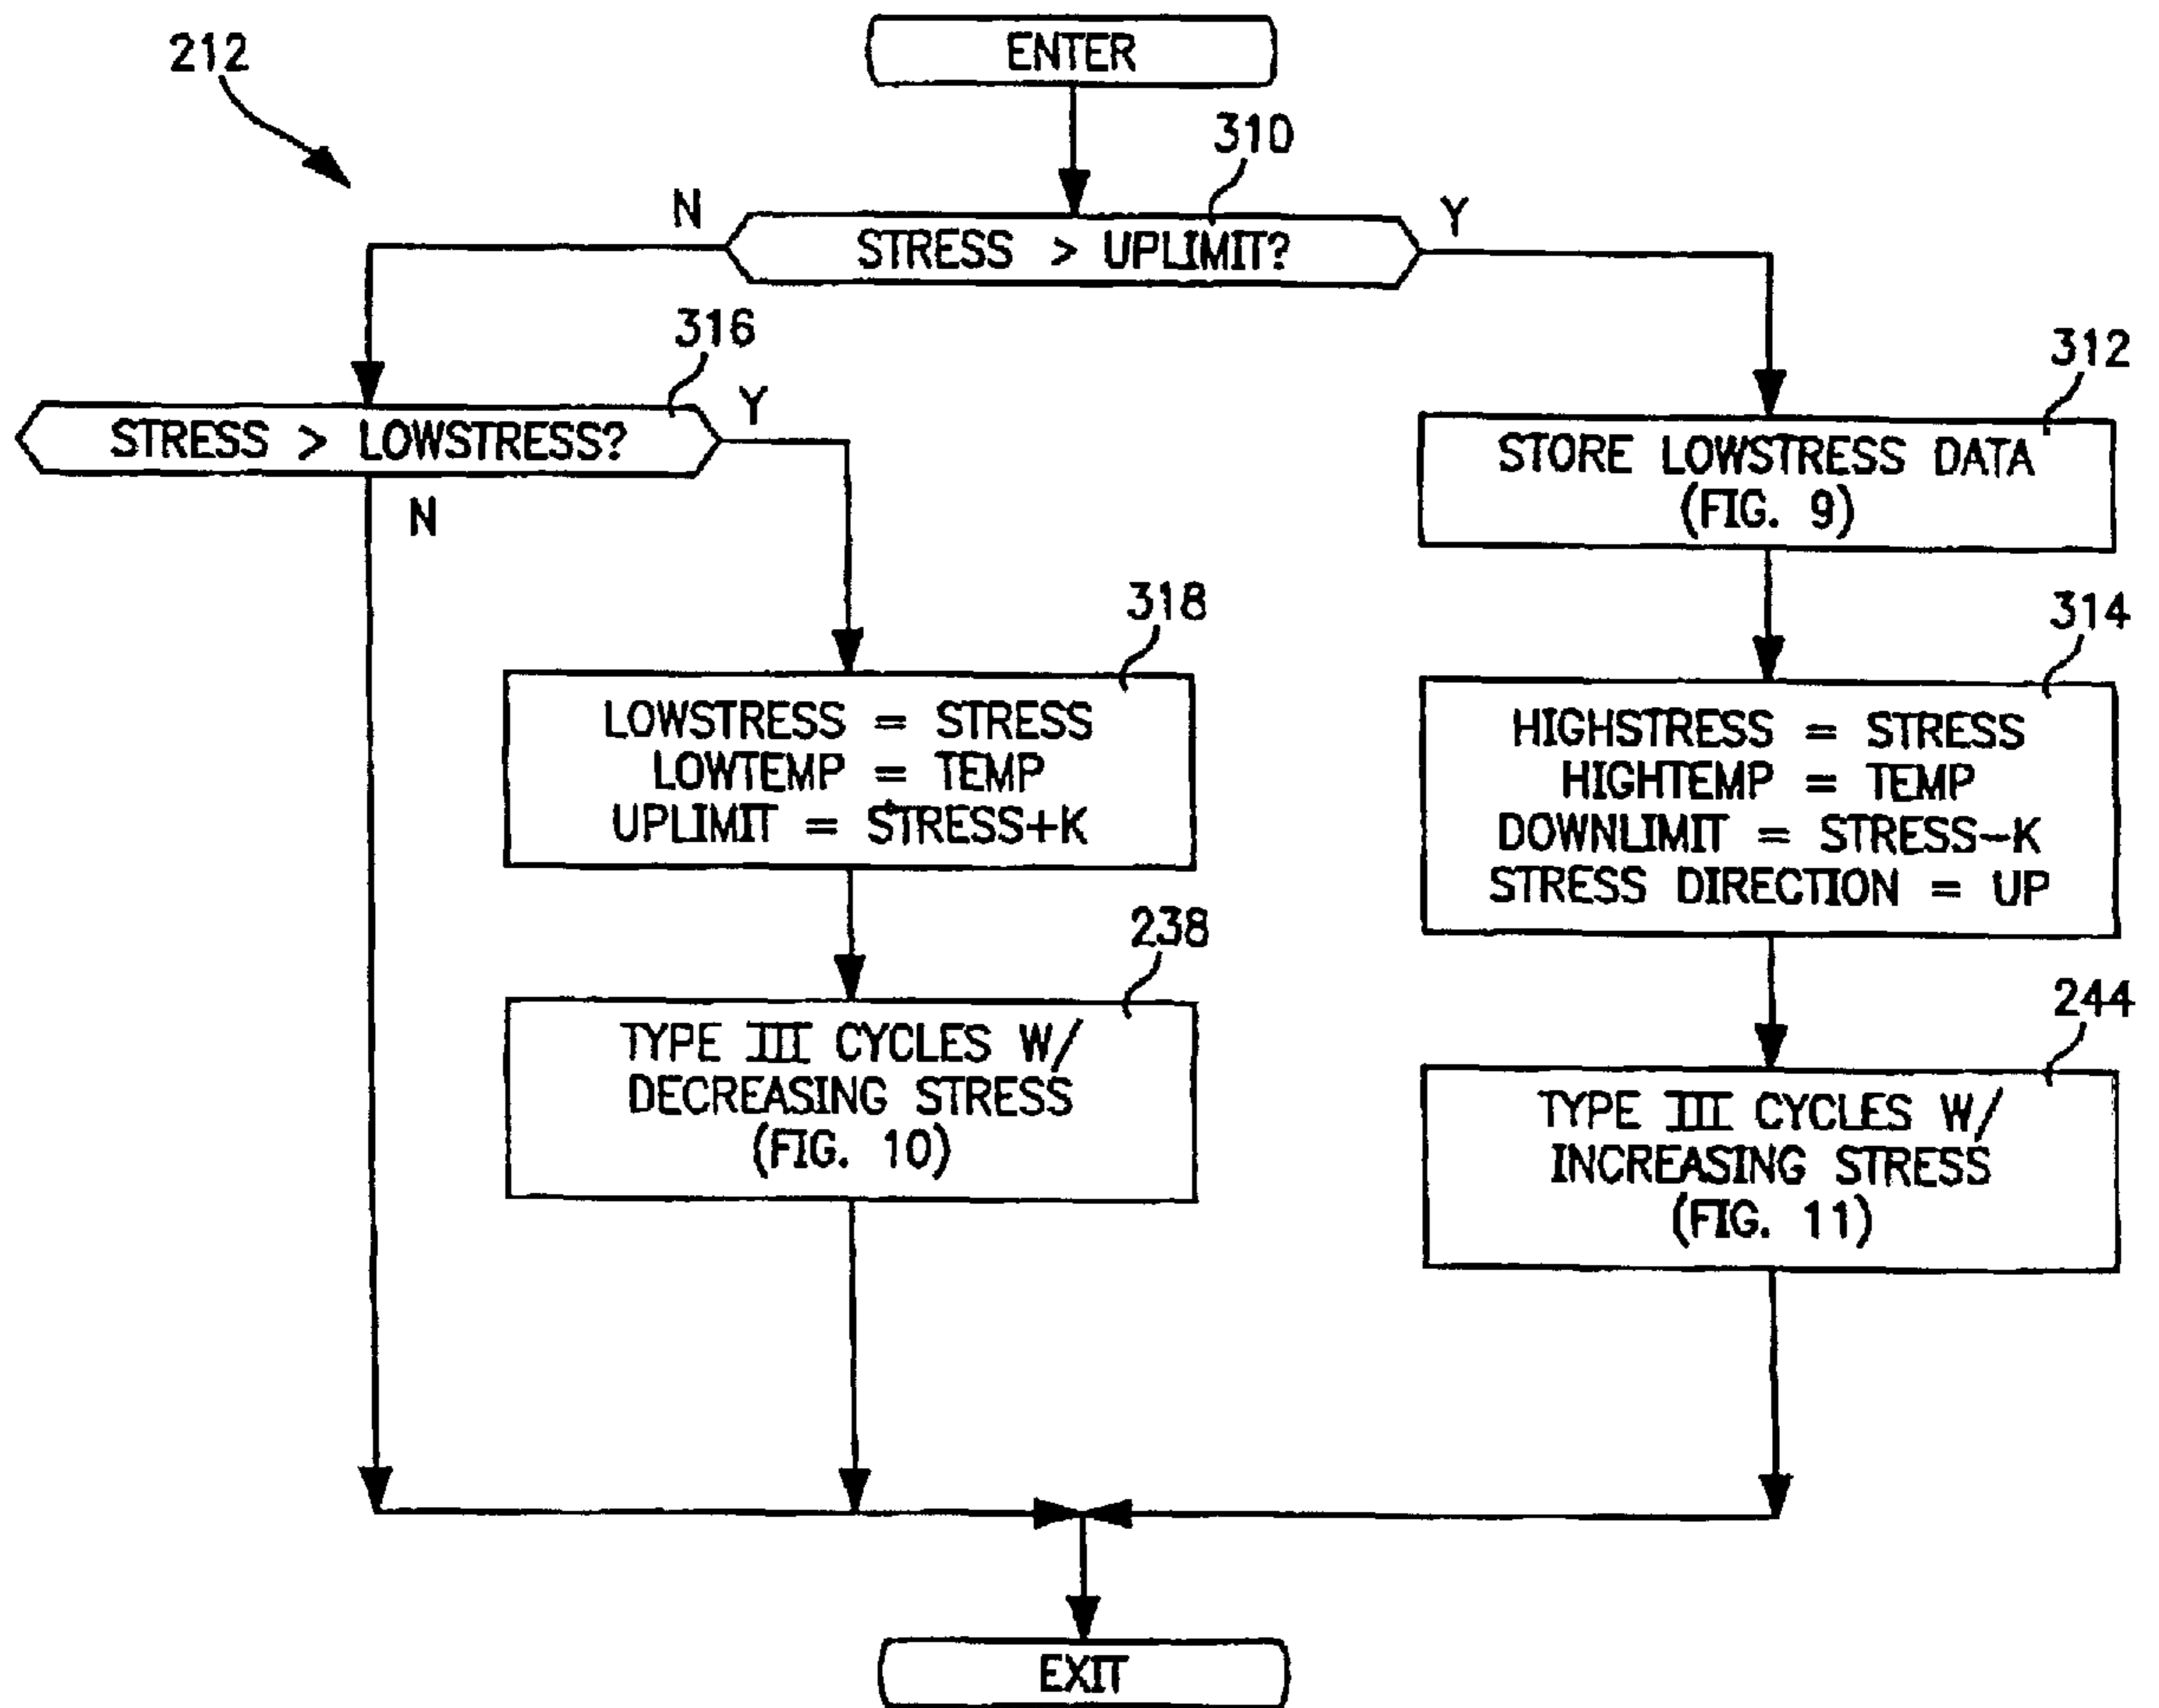 212
ENTER
310
N
Y
STRESS > UPLIMIT?
316
Y
STRESS > LOWSTRESS?
N
312
STORE LOWSTRESS DATA
(FIG. 9)
318
LOWSTRESS = STRESS
LOWTEMP = TEMP
UPLIMIT = STRESS+K
314
HIGHSTRESS = STRESS
HIGHTEMP = TEMP
DOWNLIMIT = STRESS-K
STRESS DIRECTION = UP
238
TYPE III CYCLES W/
DECREASING STRESS
(FIG. 10)
244
TYPE III CYCLES W/
INCREASING STRESS
(FIG. 11)
EXIT